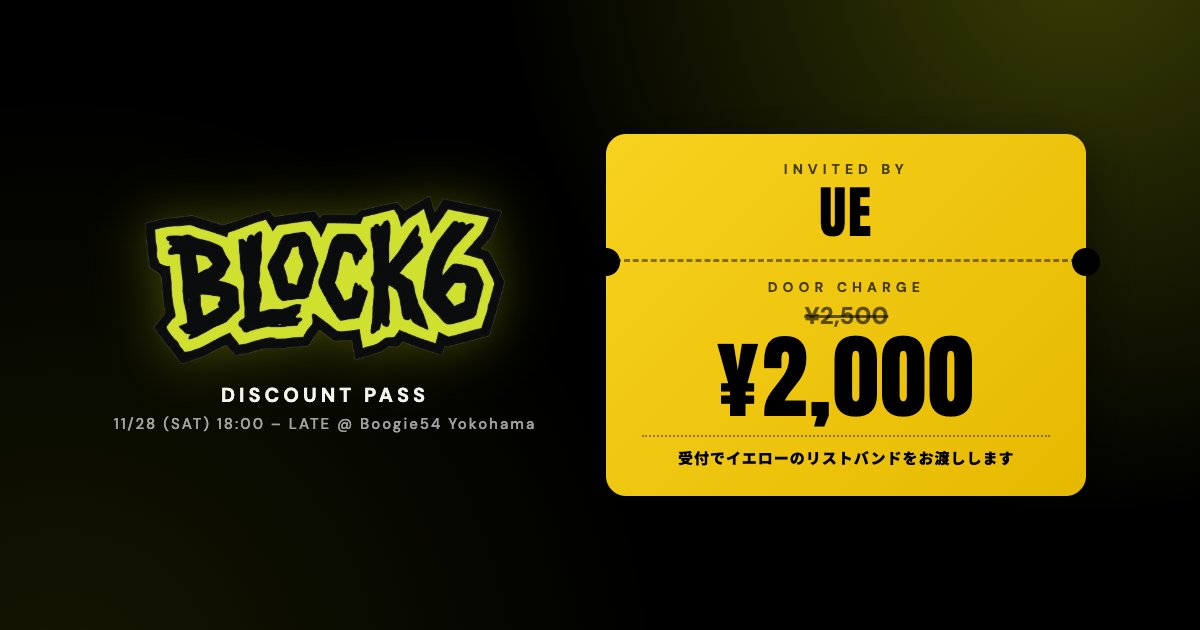 BLOCK6
DISCOUNT PASS
11/28 (SAT) 18:00 – LATE @ Boogie54 Yokohama
INVITED BY
UE
DOOR CHARGE
¥2,500
¥2,000
受付でイエローのリストバンドをお渡しします